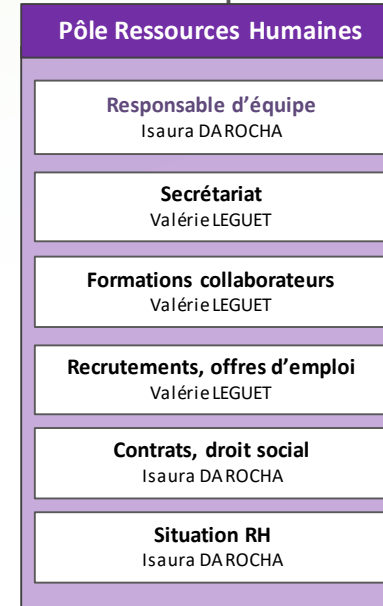 Pôle Ressources Humaines
Responsable d’équipe
Isaura DA ROCHA
Secrétariat
Valérie LEGUET
Formations collaborateurs
Valérie LEGUET
Recrutements, offres d’emploi
Valérie LEGUET
Contrats, droit social
Isaura DA ROCHA
Situation RH
Isaura DA ROCHA